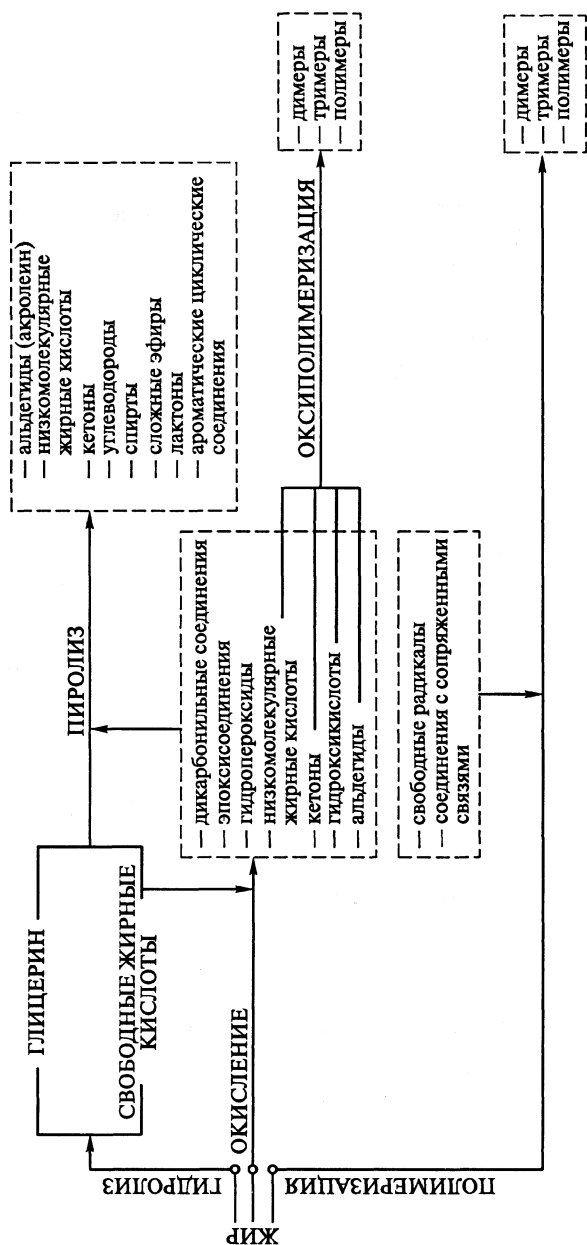 ЖИР
ГИДРОЛИЗ
ОКИСЛЕНИЕ
ПОЛИМЕРИЗАЦИЯ
ГЛИЦЕРИН
СВОБОДНЫЕ ЖИРНЫЕ
КИСЛОТЫ
ПИРОЛИЗ
— альдегиды (акролеин)
— низкомолекулярные
жирные кислоты
— кетоны
— углеводороды
— спирты
— сложные эфиры
— лактоны
— ароматические циклические
соединения
— дикарбонильные соединения
— эпоксисоединения
— гидропероксиды
— низкомолекулярные
жирные кислоты
— кетоны
— гидроксикислоты
— альдегиды
ОКСИПОЛИМЕРИЗАЦИЯ
— димеры
— тримеры
— полимеры
— свободные радикалы
— соединения с сопряженными
связями
— димеры
— тримеры
— полимеры